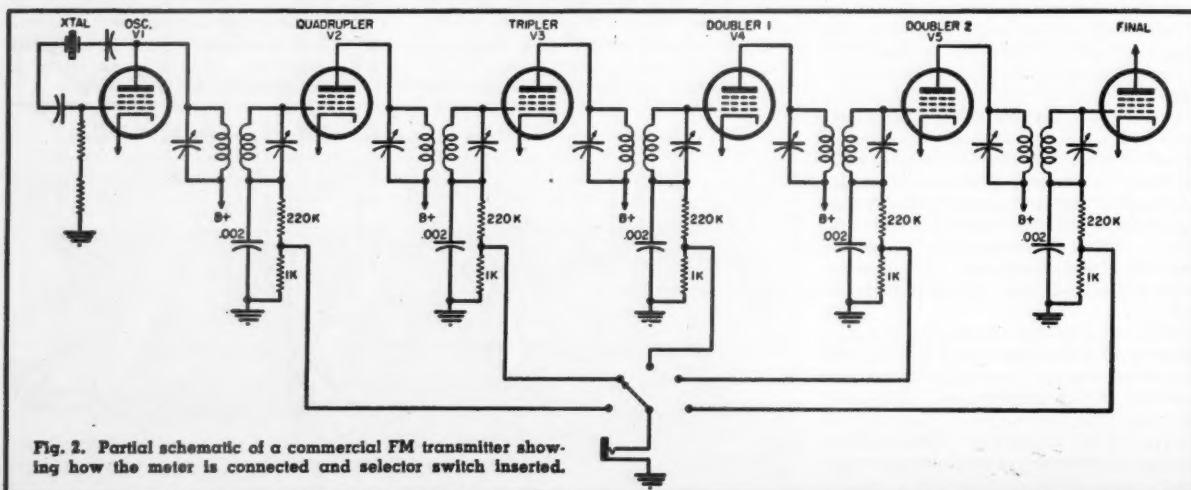 XTAL
OSC.
V1
QUADRUPLER
V2
TRIPLER
V3
DOUBLER 1
V4
DOUBLER 2
V5
FINAL
B+
220K
.002
1K
B+
220K
.002
1K
B+
220K
.002
1K
B+
220K
.002
1K
B+
220K
.002
1K
Fig. 2. Partial schematic of a commercial FM transmitter show-
ing how the meter is connected and selector switch inserted.